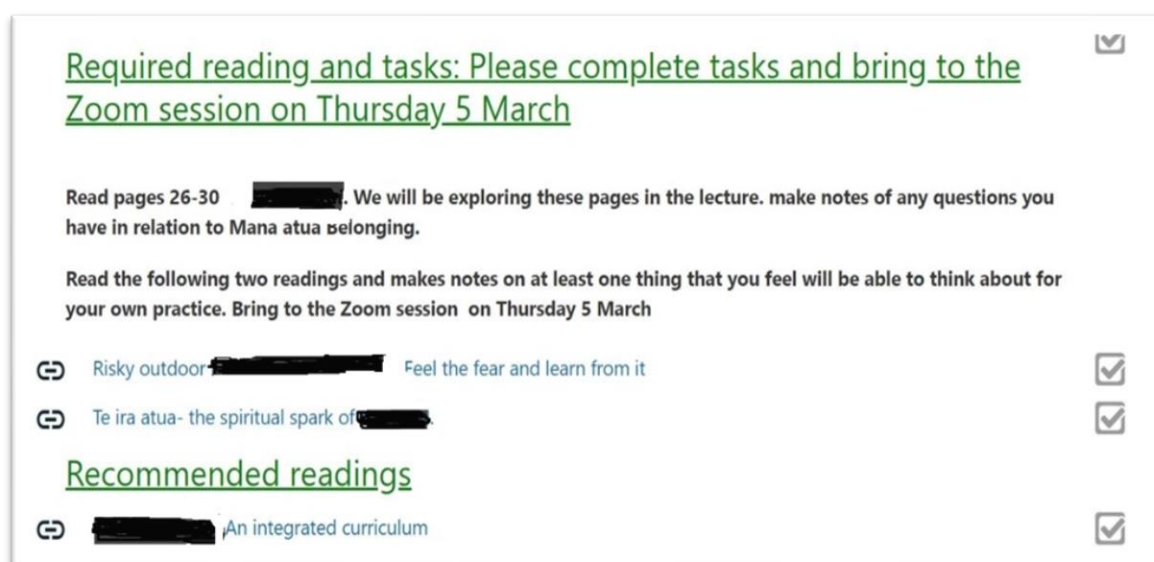 Required reading and tasks: Please complete tasks and bring to the
Zoom session on Thursday 5 March
Read pages 26-30 . We will be exploring these pages in the lecture. make notes of any questions you
have in relation to Mana atua Belonging.
Read the following two readings and makes notes on at least one thing that you feel will be able to think about for
your own practice. Bring to the Zoom session on Thursday 5 March
Risky outdoor Feel the fear and learn from it
Te ira atua- the spiritual spark of .
Recommended readings
An integrated curriculum